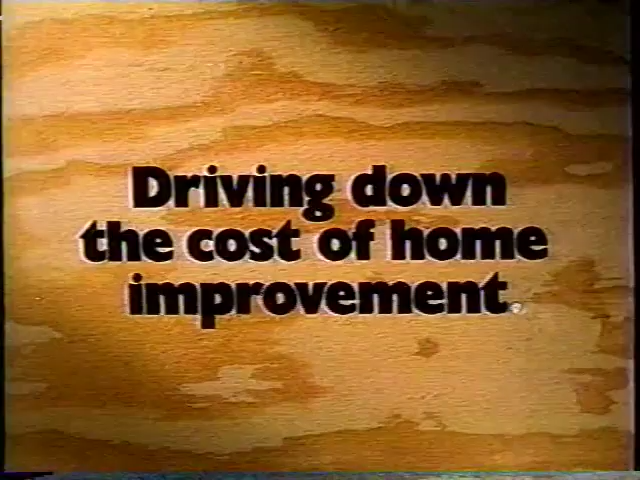 Driving down
the cost of home
improvement.